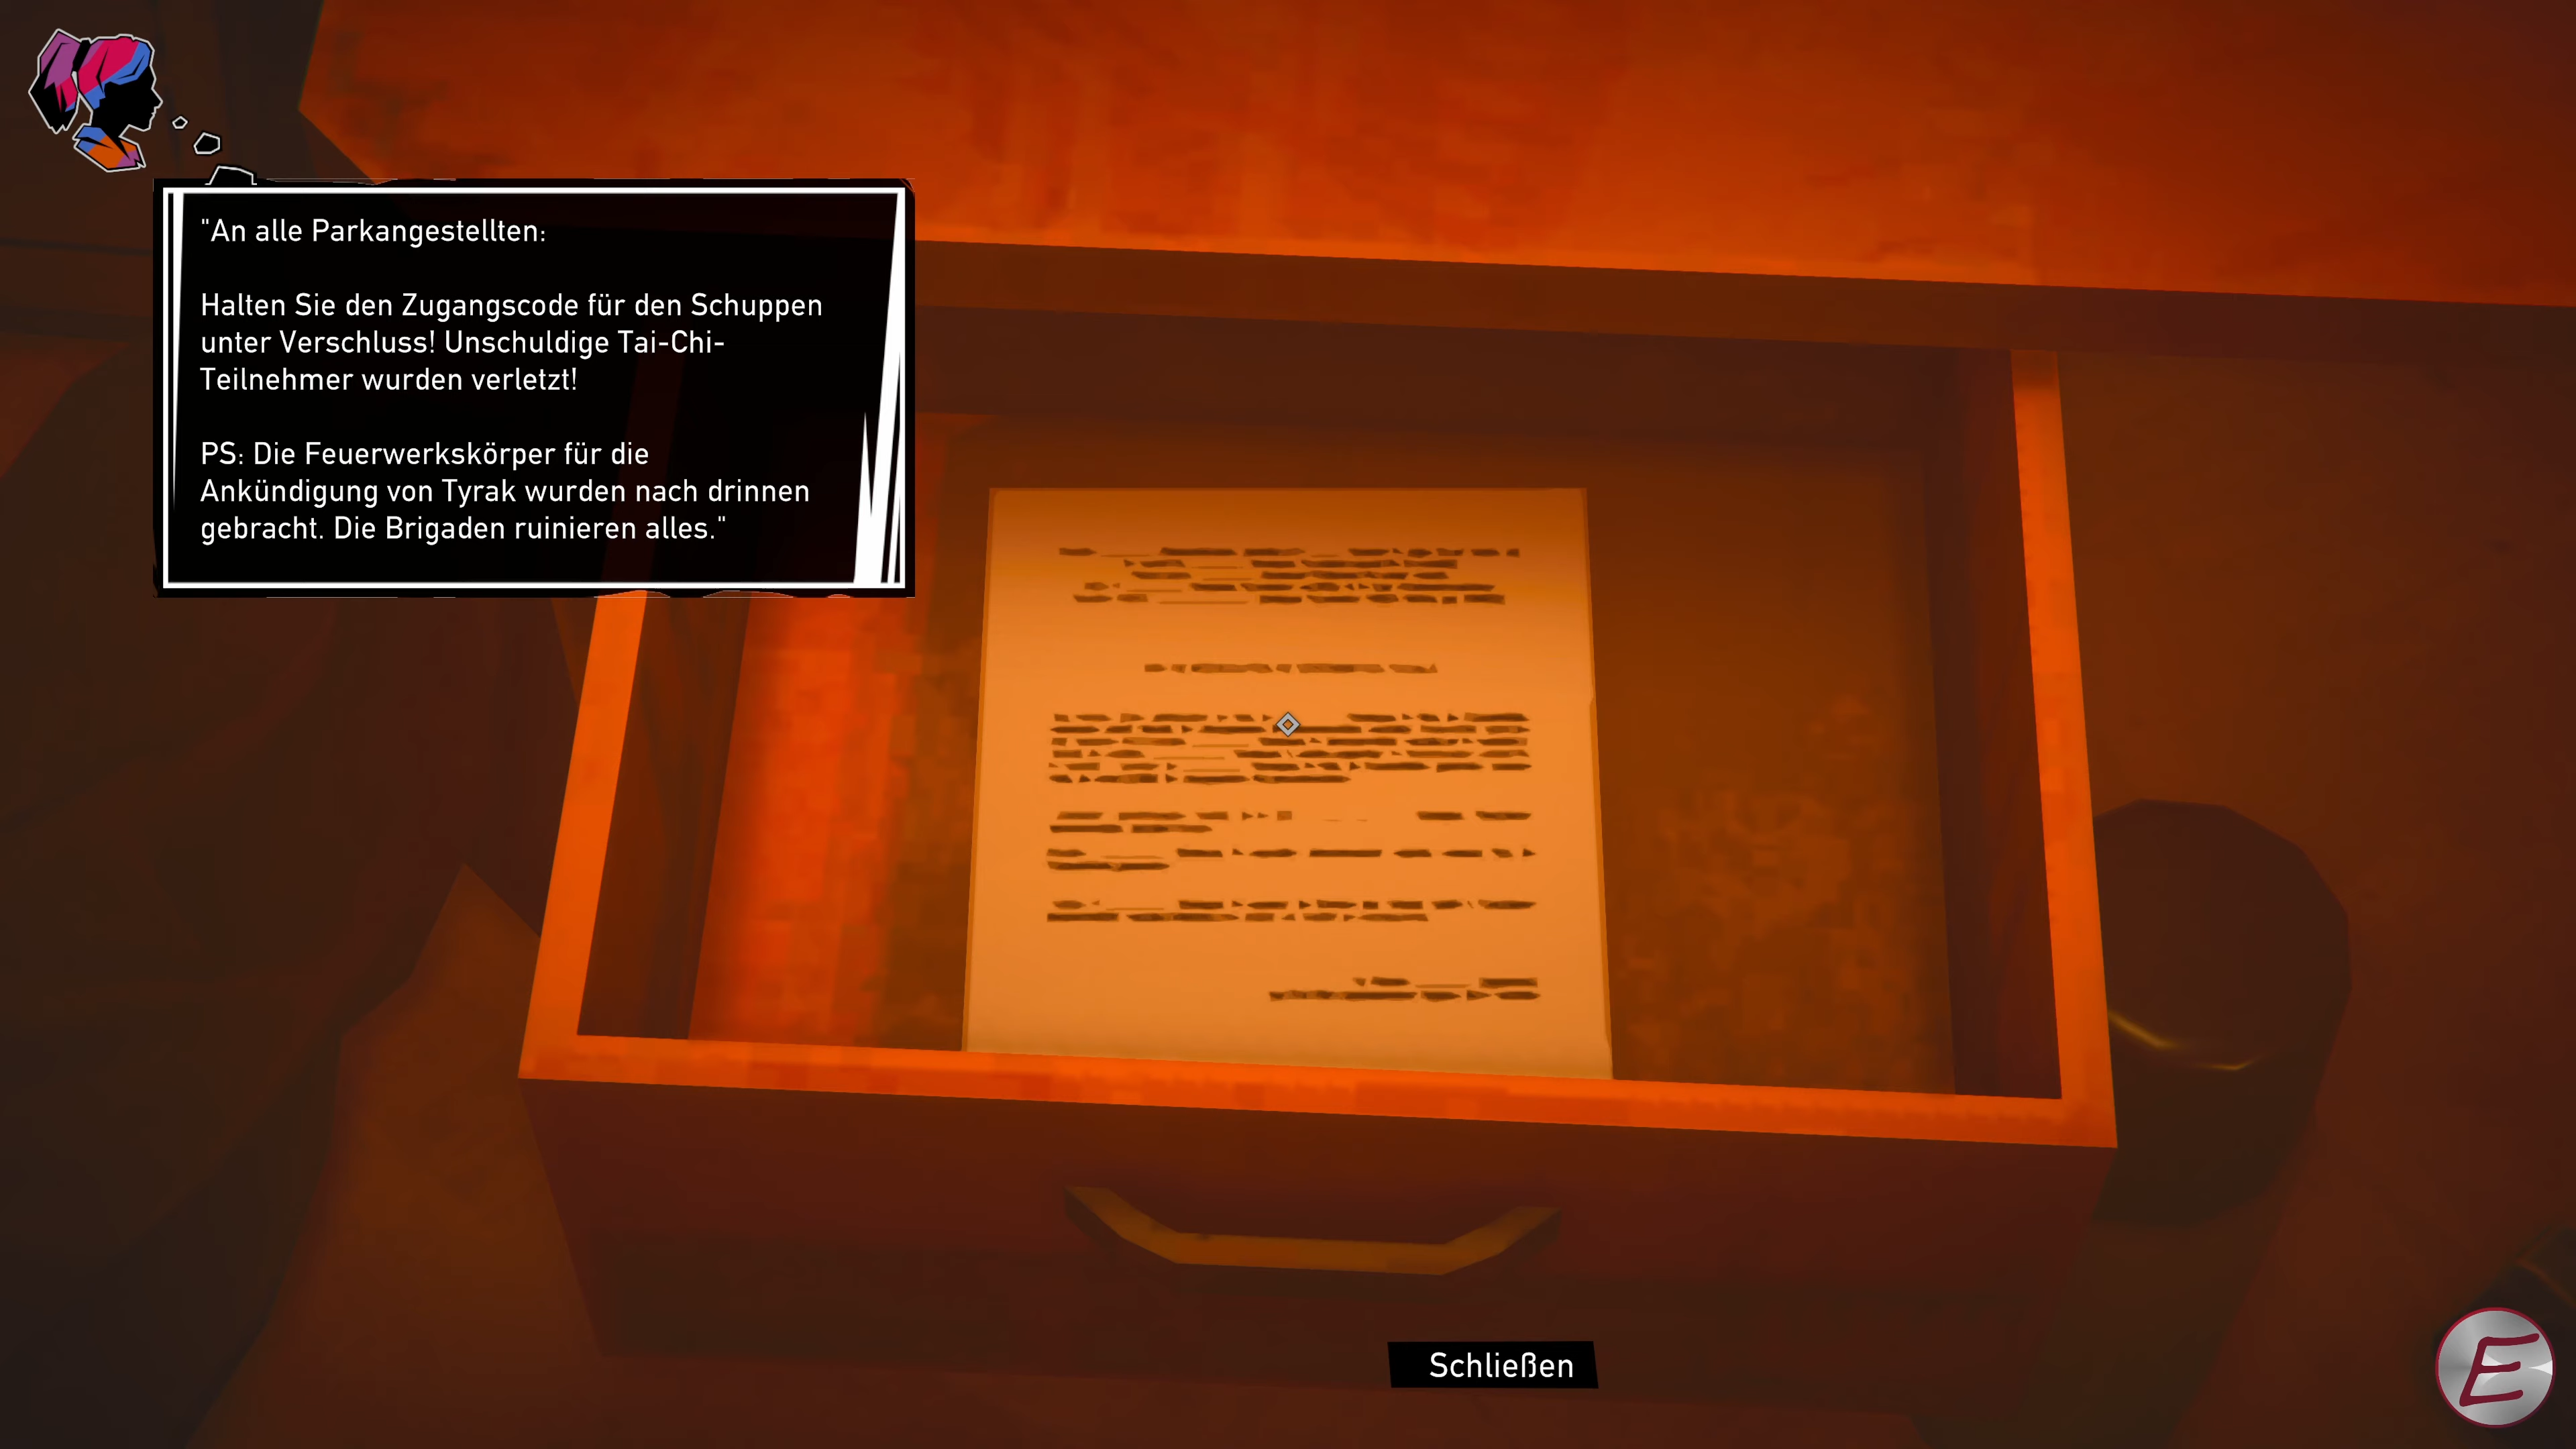 "An alle Parkangestellten:
Halten Sie den Zugangscode für den Schuppen
unter Verschluss! Unschuldige Tai-Chi-
Teilnehmer wurden verletzt!
PS: Die Feuerwerkskörper für die
Ankündigung von Tyrak wurden nach drinnen
gebracht. Die Brigaden ruinieren alles."
Schließen
E